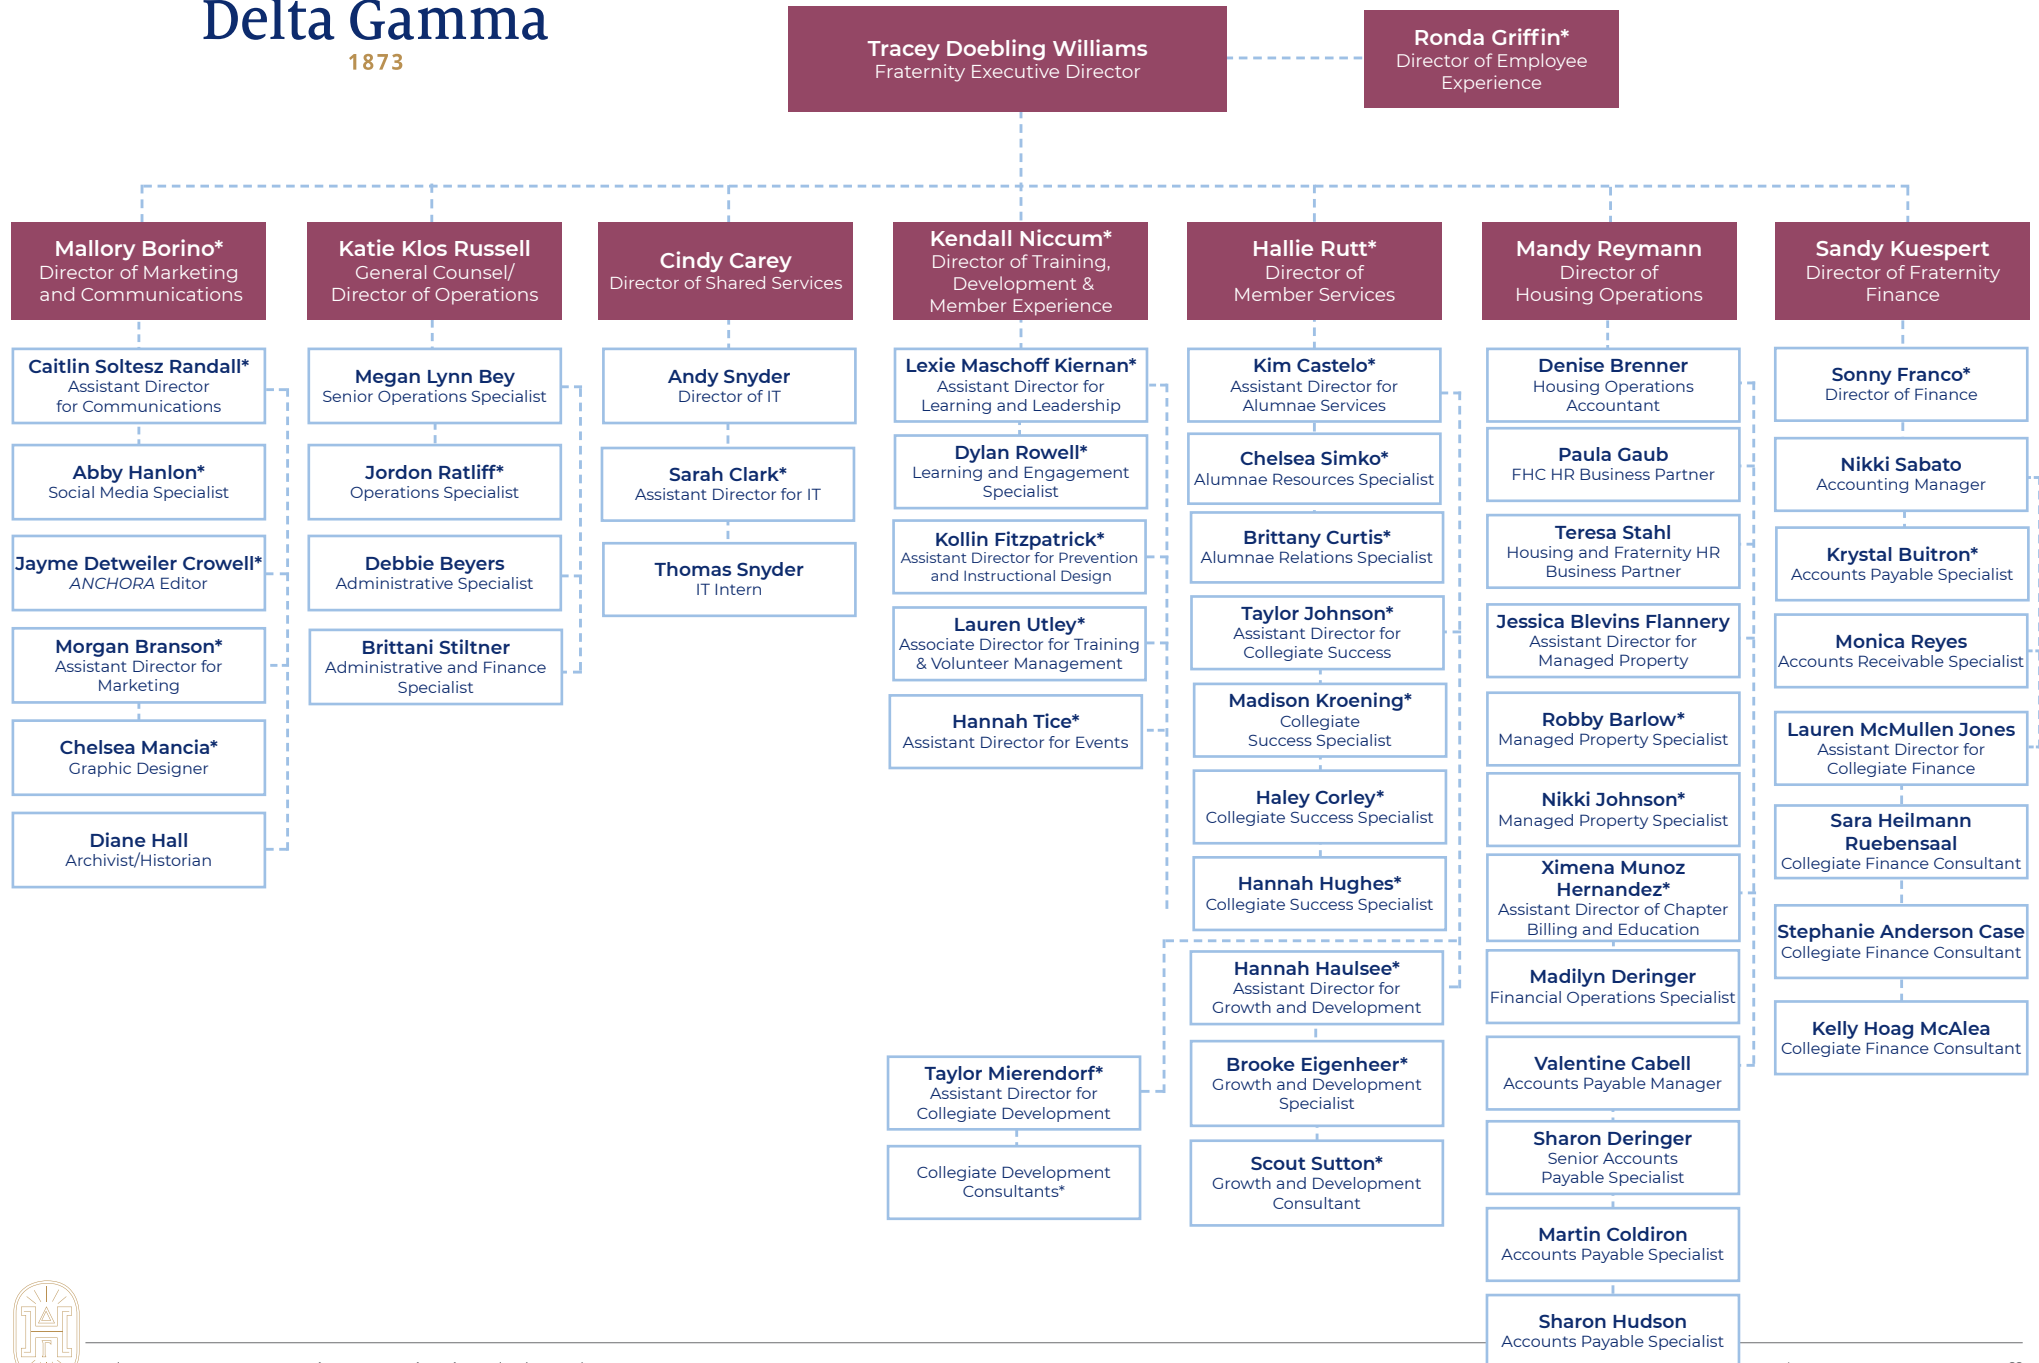 Delta Gamma
1873
Tracey Doebling Williams
Fraternity Executive Director
Ronda Griffin*
Director of Employee
Experience
Mallory Borino*
Director of Marketing
and Communications
Caitlin Soltesz Randall*
Assistant Director
for Communications
Abby Hanlon*
Social Media Specialist
Jayme Detweiler Crowell*
ANCHORA Editor
Morgan Branson*
Assistant Director for
Marketing
Chelsea Mancia*
Graphic Designer
Diane Hall
Archivist/Historian
Katie Klos Russell
General Counsel/
Director of Operations
Megan Lynn Bey
Senior Operations Specialist
Jordon Ratliff*
Operations Specialist
Debbie Beyers
Administrative Specialist
Brittani Stiltner
Administrative and Finance
Specialist
Cindy Carey
Director of Shared Services
Andy Snyder
Director of IT
Sarah Clark*
Assistant Director for IT
Thomas Snyder
IT Intern
Kendall Niccum*
Director of Training,
Development &
Member Experience
Lexie Maschoff Kiernan*
Assistant Director for
Learning and Leadership
Dylan Rowell*
Learning and Engagement
Specialist
Kollin Fitzpatrick*
Assistant Director for Prevention
and Instructional Design
Lauren Utley*
Associate Director for Training
& Volunteer Management
Hannah Tice*
Assistant Director for Events
Taylor Mierendorf*
Assistant Director for
Collegiate Development
Collegiate Development
Consultants*
Hallie Rutt*
Director of
Member Services
Kim Castelo*
Assistant Director for
Alumnae Services
Chelsea Simko*
Alumnae Resources Specialist
Brittany Curtis*
Alumnae Relations Specialist
Taylor Johnson*
Assistant Director for
Collegiate Success
Madison Kroening*
Collegiate
Success Specialist
Haley Corley*
Collegiate Success Specialist
Hannah Hughes*
Collegiate Success Specialist
Hannah Haulsee*
Assistant Director for
Growth and Development
Brooke Eigenheer*
Growth and Development
Specialist
Scout Sutton*
Growth and Development
Consultant
Mandy Reymann
Director of
Housing Operations
Denise Brenner
Housing Operations
Accountant
Paula Gaub
FHC HR Business Partner
Teresa Stahl
Housing and Fraternity HR
Business Partner
Jessica Blevins Flannery
Assistant Director for
Managed Property
Robby Barlow*
Managed Property Specialist
Nikki Johnson*
Managed Property Specialist
Ximena Munoz
Hernandez*
Assistant Director of Chapter
Billing and Education
Madilyn Deringer
Financial Operations Specialist
Valentine Cabell
Accounts Payable Manager
Sharon Deringer
Senior Accounts
Payable Specialist
Martin Coldiron
Accounts Payable Specialist
Sharon Hudson
Accounts Payable Specialist
Sandy Kuespert
Director of Fraternity
Finance
Sonny Franco*
Director of Finance
Nikki Sabato
Accounting Manager
Krystal Buitron*
Accounts Payable Specialist
Monica Reyes
Accounts Receivable Specialist
Lauren McMullen Jones
Assistant Director for
Collegiate Finance
Sara Heilmann
Ruebensaal
Collegiate Finance Consultant
Stephanie Anderson Case
Collegiate Finance Consultant
Kelly Hoag McAlea
Collegiate Finance Consultant